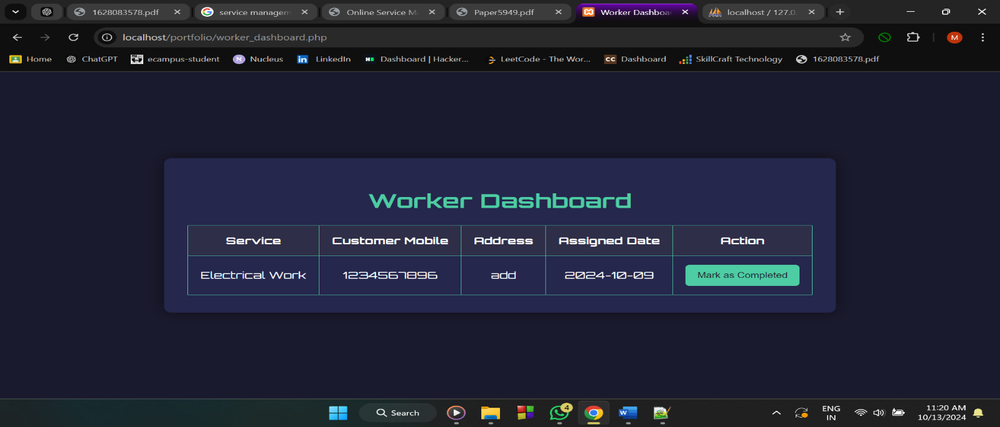 1628083578.pdf
service managem
Online Service M
Paper5949.pdf
Worker Dashboar
localhost / 127.0.
localhost/portfolio/worker_dashboard.php
M
Home
ChatGPT
ecampus-student
N Nucleus
in LinkedIn
Dashboard | Hacker...
LeetCode - The Wor...
CC Dashboard
SkillCraft Technology
1628083578.pdf
Worker Dashboard
Service Customer Mobile Address Assigned Date Action
Electrical Work 1234567896 add 2024-10-09 Mark as Completed
Search
4
W
ENG
IN
11:20 AM
10/13/2024